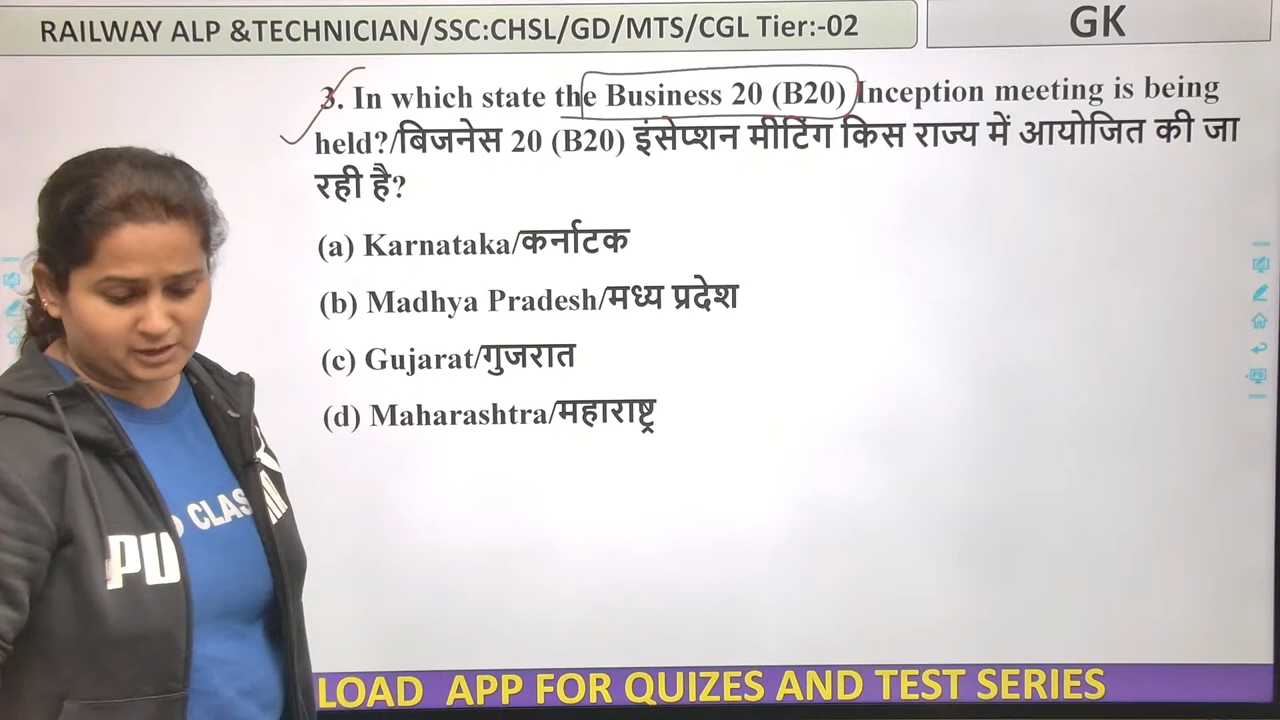 RAILWAY ALP &TECHNICIAN/SSC:CHSL/GD/MTS/CGL Tier:-02
GK
3. In which state the Business 20 (B20) Inception meeting is being
held?/बिजनेस 20 (B20) इंसेप्शन मीटिंग किस राज्य में आयोजित की जा
रही है?
(a) Karnataka/कर्नाटक
(b) Madhya Pradesh/मध्य प्रदेश
(c) Gujarat/गुजरात
(d) Maharashtra/महाराष्ट्र
CLAS
PU
LOAD APP FOR QUIZES AND TEST SERIES